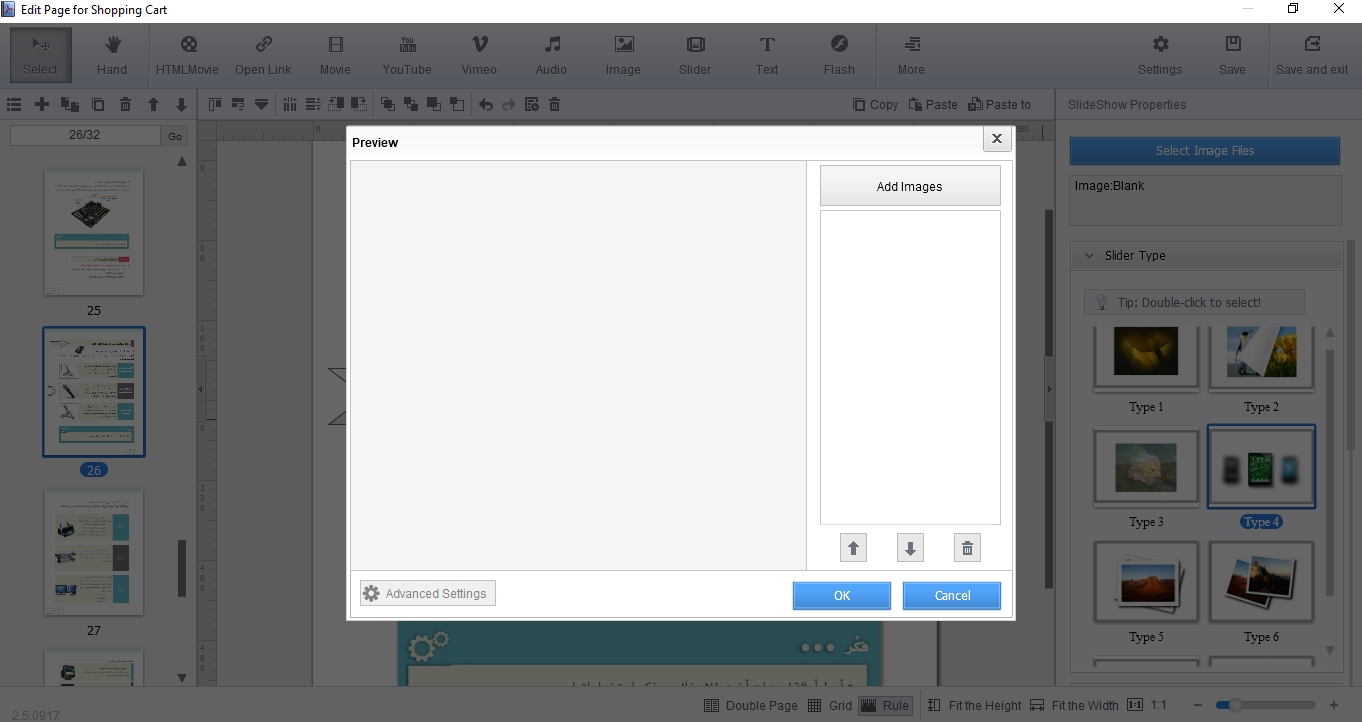 Edit Page for Shopping Cart
Select
Hand
HTMLMovie
Open Link
Movie
YouTube
Vimeo
Audio
Image
Slider
Text
Flash
More
Settings
Save
Save and exit
Copy
Paste
Paste to
SlideShow Properties
26/32
Go
Select Image Files
Image:Blank
Slider Type
Tip: Double-click to select!
Type 1
Type 2
Type 3
Type 4
Type 5
Type 6
25
26
27
Preview
Add Images
Advanced Settings
OK
Cancel
فكّر
Double Page
Grid
Rule
Fit the Height
Fit the Width
1:1
1:1
2.5.0917